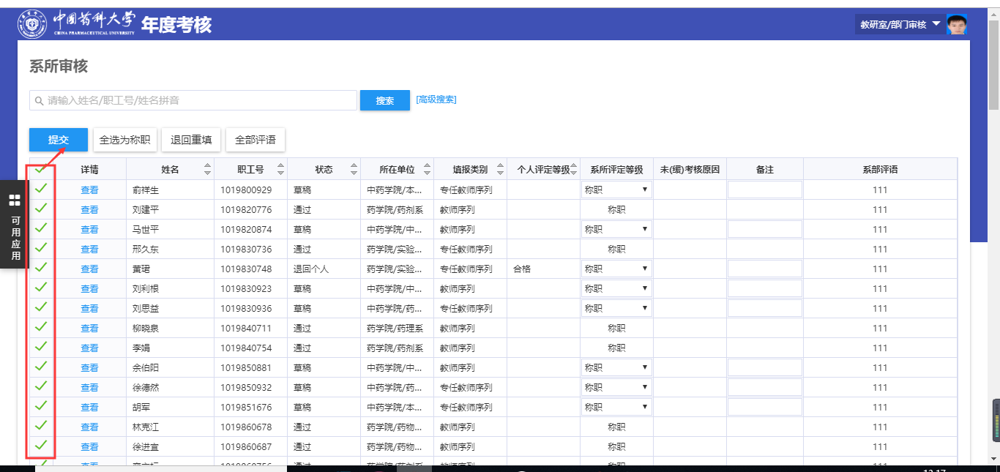 中国药科大学 年度考核 教研室/部门审核
CHINA PHARMACEUTICAL UNIVERSITY
系所审核
请输入姓名/职工号/姓名拼音 搜索 [高级搜索]
提交 全选为称职 退回重填 全部评语
详情 姓名 职工号 状态 所在单位 填报类别 个人评定等级 系所评定等级 未(缓)考核原因 备注 系部评语
查看 俞祥生 1019800929 草稿 中药学院/本... 专任教师序列 称职 111
查看 刘建平 1019820776 通过 药学院/药剂系 教师序列 称职 111
查看 马世平 1019820874 草稿 中药学院/中... 教师序列 称职 111
查看 邢久东 1019830736 通过 药学院/实验... 专任教师序列 称职 111
查看 黄珺 1019830748 退回个人 药学院/实验... 专任教师序列 合格 称职 111
查看 刘利根 1019830923 草稿 中药学院/中... 教师序列 称职 111
查看 刘思益 1019830936 草稿 中药学院/药... 专任教师序列 称职 111
查看 柳晓泉 1019840711 通过 药学院/药理系 教师序列 称职 111
查看 李娟 1019840754 通过 药学院/药剂系 教师序列 称职 111
查看 余伯阳 1019850881 草稿 中药学院/中... 教师序列 称职 111
查看 徐德然 1019850932 草稿 中药学院/药... 专任教师序列 称职 111
查看 胡军 1019851676 草稿 中药学院/本... 专任教师序列 称职 111
查看 林克江 1019860678 通过 药学院/药物... 教师序列 称职 111
查看 徐进宜 1019860687 通过 药学院/药物... 教师序列 称职 111
可用应用